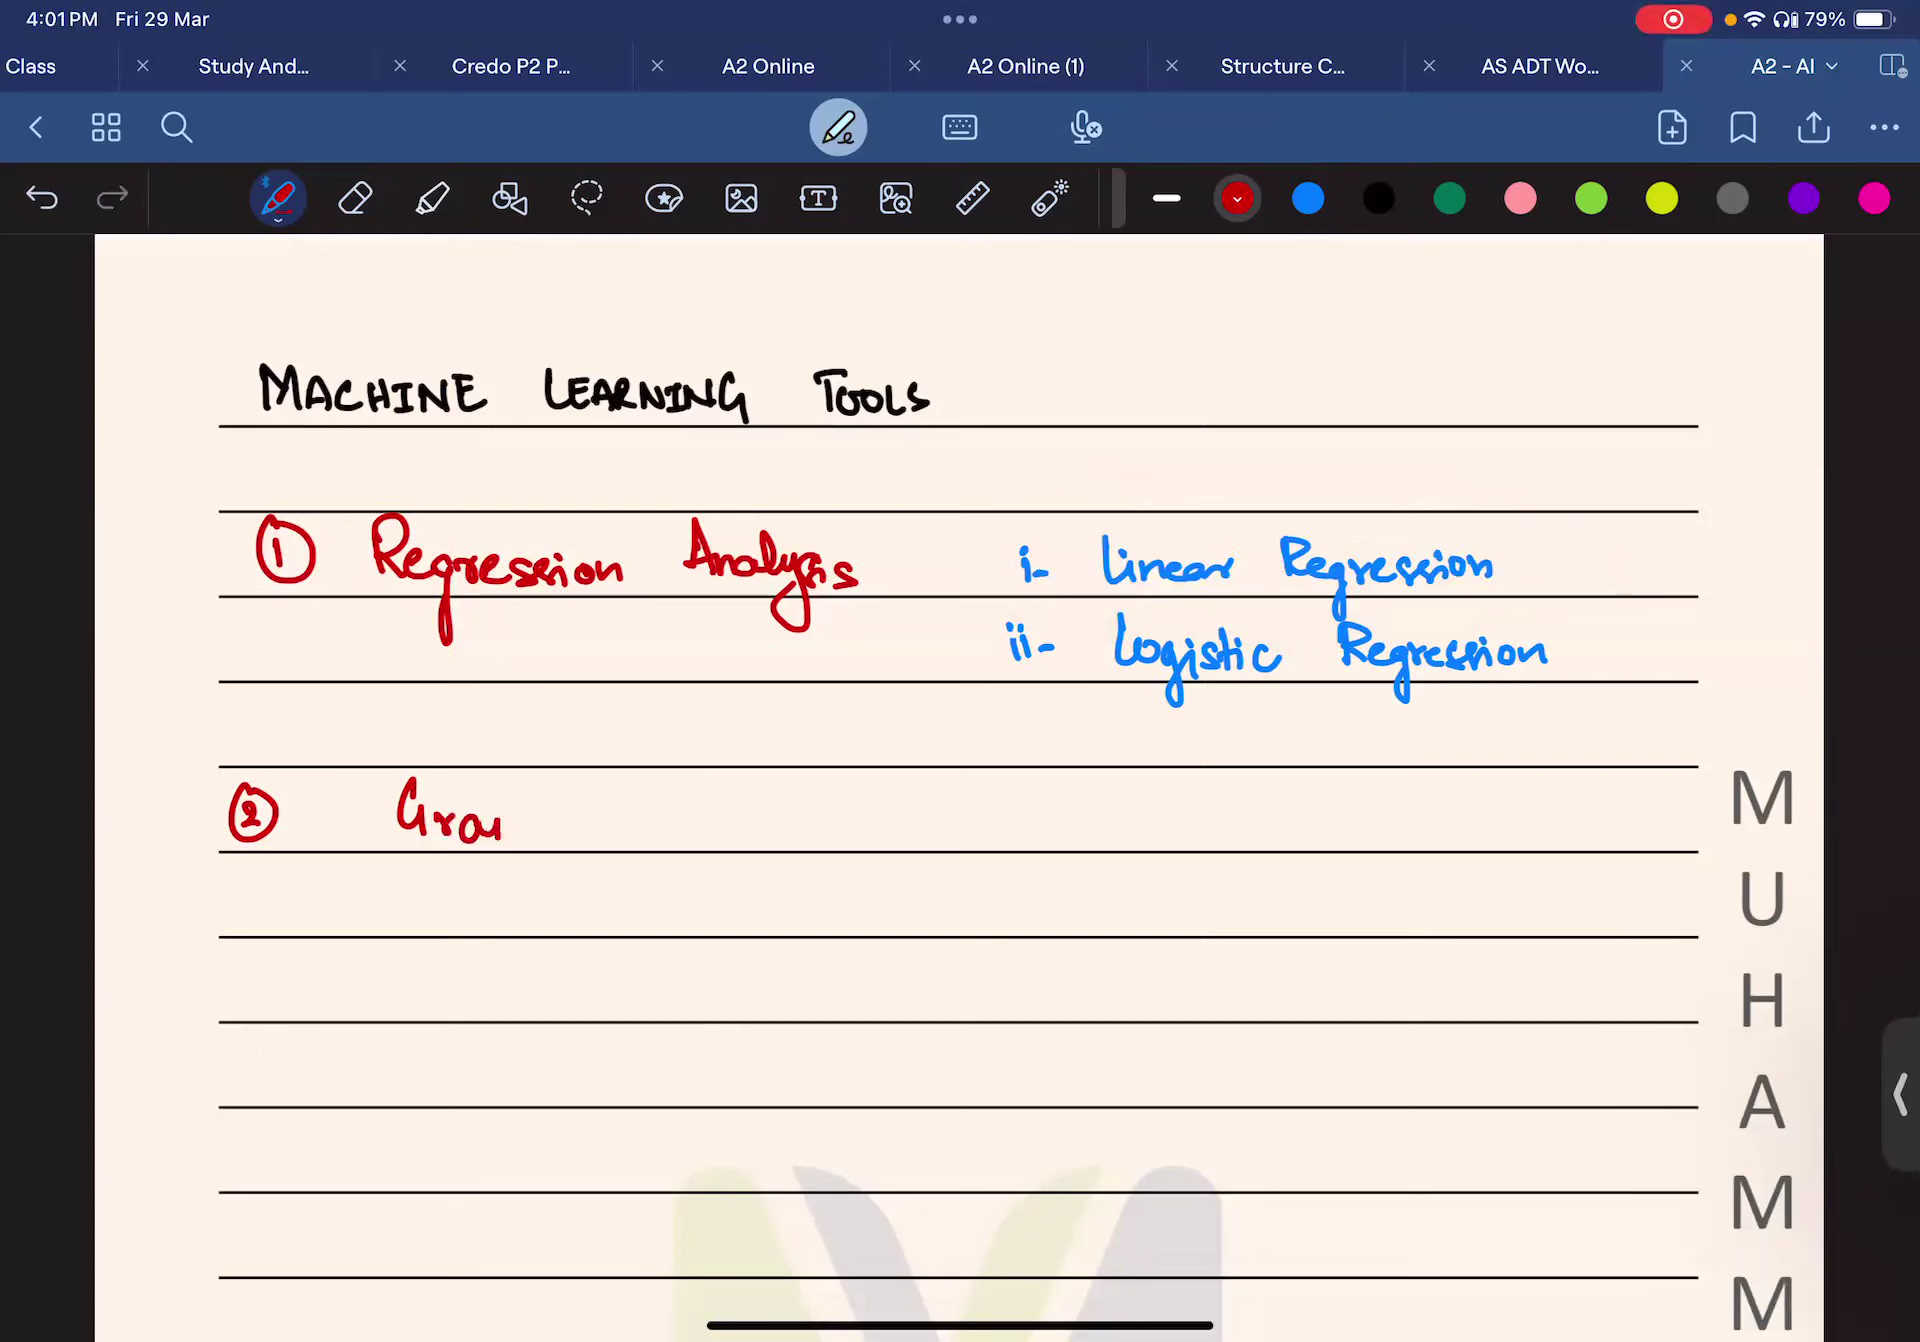 4:01 PM Fri 29 Mar 79%
Class Study And... Credo P2 P... A2 Online A2 Online (1) Structure C... AS ADT Wo... A2 - AI
MACHINE LEARNING TOOLS
① Regression Analysis i- Linear Regression
ii- Logistic Regression
② Gra
M
U
H
A
M
M